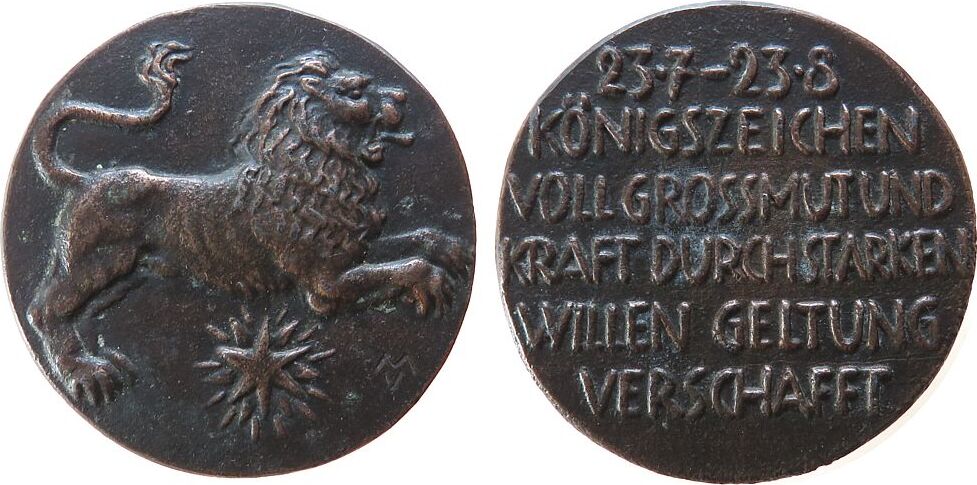 23·7–23·8
KÖNIGSZEICHEN
VOLL GROSSMUT UND
KRAFT DURCH STARKEN
WILLEN GELTUNG
VERSCHAFFT